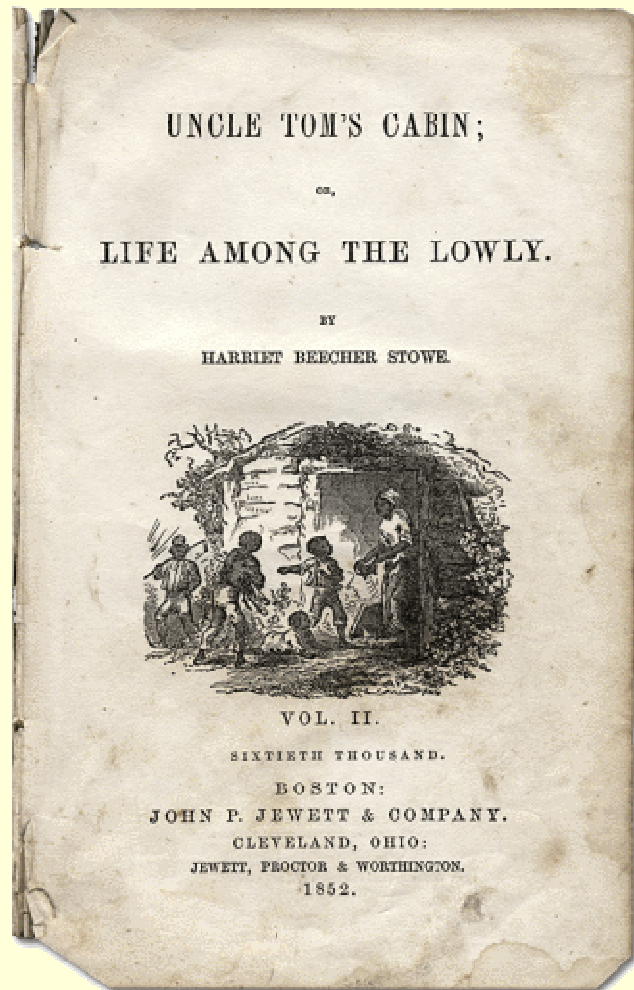 UNCLE TOM'S CABIN;
OR,
LIFE AMONG THE LOWLY.
BY
HARRIET BEECHER STOWE.
VOL. II.
SIXTIETH THOUSAND.
BOSTON:
JOHN P. JEWETT & COMPANY.
CLEVELAND, OHIO:
JEWETT, PROCTOR & WORTHINGTON.
1852.